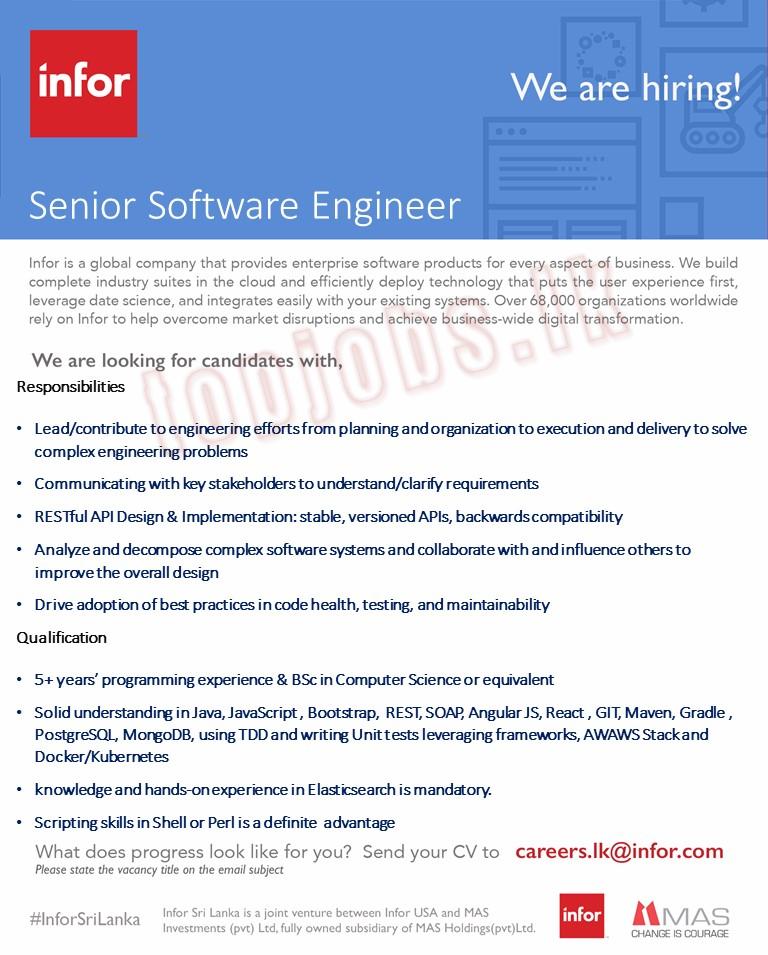 infor
We are hiring!
Senior Software Engineer
Infor is a global company that provides enterprise software products for every aspect of business. We build
complete industry suites in the cloud and efficiently deploy technology that puts the user experience first,
leverage date science, and integrates easily with your existing systems. Over 68,000 organizations worldwide
rely on Infor to help overcome market disruptions and achieve business-wide digital transformation.
topjobs.lk
We are looking for candidates with,
Responsibilities
• Lead/contribute to engineering efforts from planning and organization to execution and delivery to solve
complex engineering problems
• Communicating with key stakeholders to understand/clarify requirements
• RESTful API Design & Implementation: stable, versioned APIs, backwards compatibility
• Analyze and decompose complex software systems and collaborate with and influence others to
improve the overall design
• Drive adoption of best practices in code health, testing, and maintainability
Qualification
• 5+ years’ programming experience & BSc in Computer Science or equivalent
• Solid understanding in Java, JavaScript , Bootstrap, REST, SOAP, Angular JS, React , GIT, Maven, Gradle ,
PostgreSQL, MongoDB, using TDD and writing Unit tests leveraging frameworks, AWAWS Stack and
Docker/Kubernetes
• knowledge and hands-on experience in Elasticsearch is mandatory.
• Scripting skills in Shell or Perl is a definite advantage
What does progress look like for you? Send your CV to careers.lk@infor.com
Please state the vacancy title on the email subject
#InforSriLanka
Infor Sri Lanka is a joint venture between Infor USA and MAS
Investments (pvt) Ltd, fully owned subsidiary of MAS Holdings(pvt)Ltd.
infor
MAS
CHANGE IS COURAGE